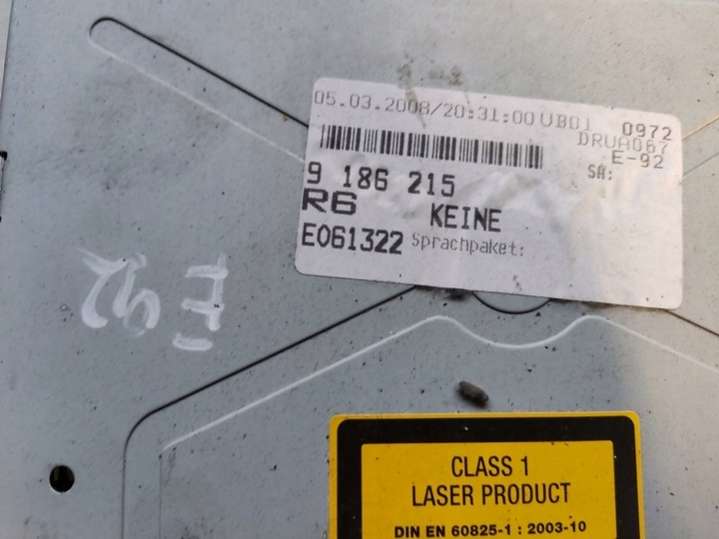 05.03.2008/20:31:00 UB01 0972
DRUA067
E-92
SA:
9 186 215
R6 KEINE
E061322 Sprachpaket:
E92
CLASS 1
LASER PRODUCT
DIN EN 60825-1 : 2003-10